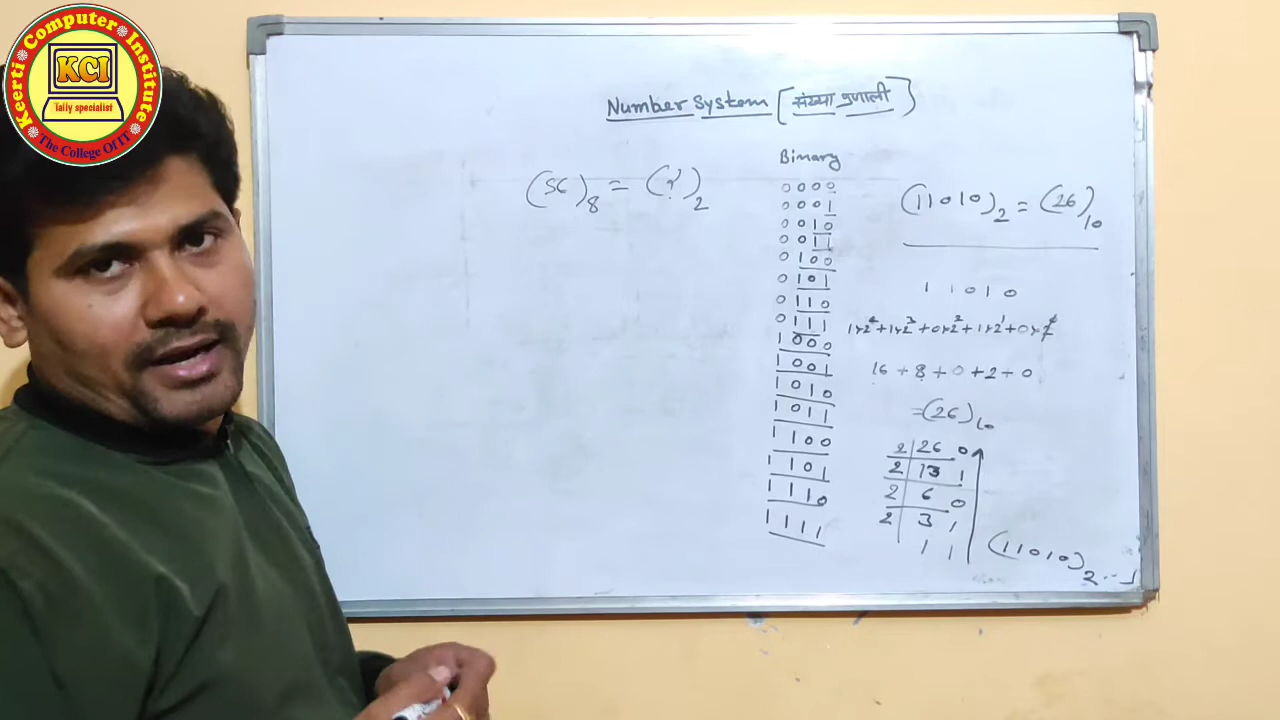 Keerti Computer Institute
KCI
Tally specialist
The College Of IT
Number System [संख्या प्रणाली]
(56)8 = (?)2
Binary
0000
0001
0010
0011
0100
0101
0110
0111
1000
1001
1010
1011
1100
1101
1110
1111
(11010)2 = (26)10
1 1 0 1 0
16 + 8 + 0 + 2 + 0
= (26)10
2 26 0
2 13 1
2 6 0
2 3 1
1 1
(11010)2